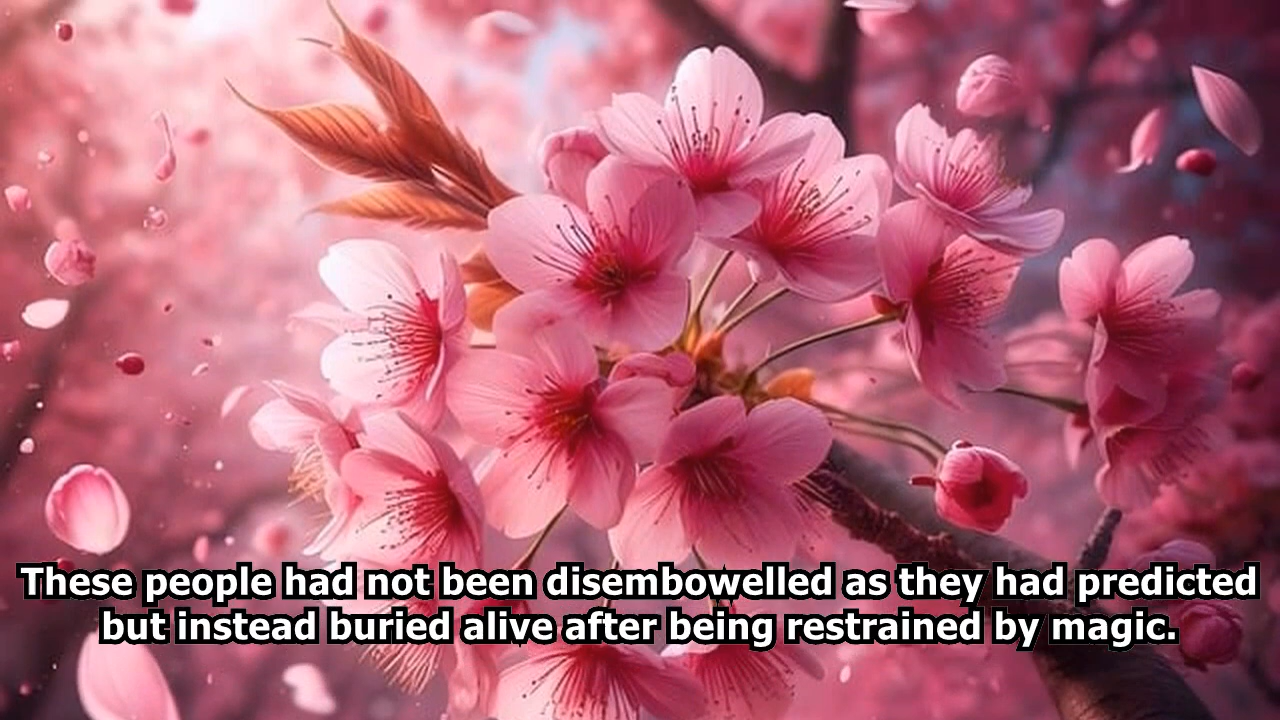 These people had not been disembowelled as they had predicted
but instead buried alive after being restrained by magic.